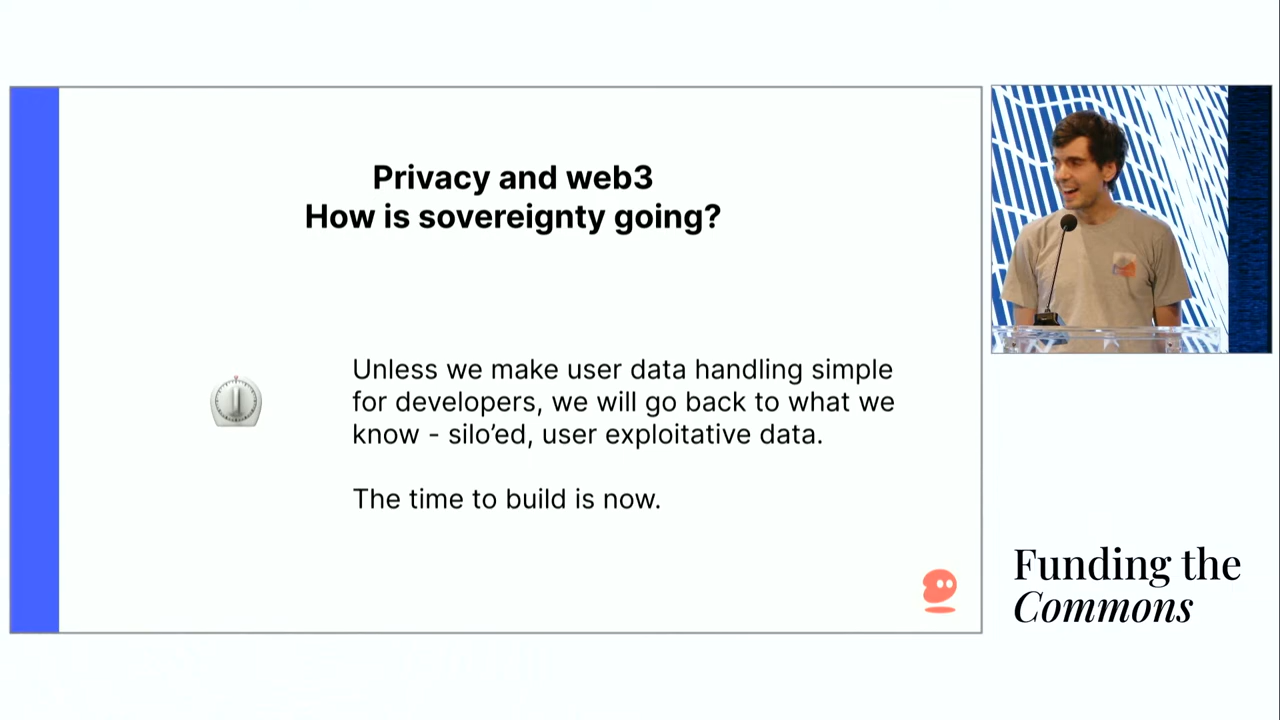 Privacy and web3
How is sovereignty going?
Unless we make user data handling simple
for developers, we will go back to what we
know - silo’ed, user exploitative data.
The time to build is now.
Funding the
Commons